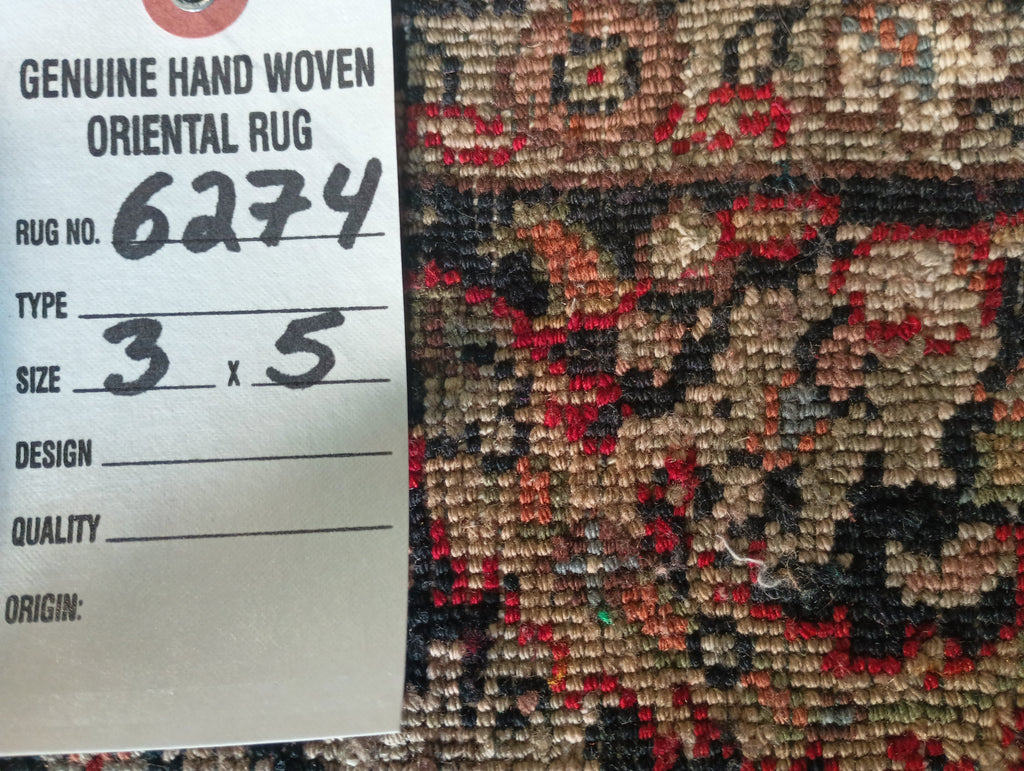 GENUINE HAND WOVEN
ORIENTAL RUG
RUG NO. 6274
TYPE
SIZE 3 X 5
DESIGN
QUALITY
ORIGIN: